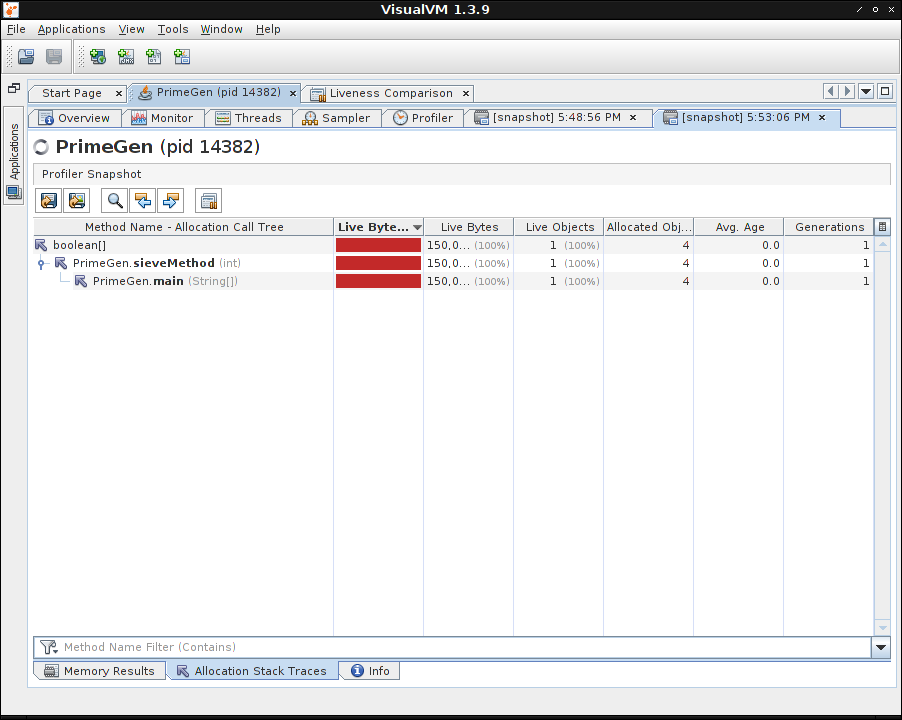 VisualVM 1.3.9
File Applications View Tools Window Help
Start Page PrimeGen (pid 14382) Liveness Comparison
Overview Monitor Threads Sampler Profiler [snapshot] 5:48:56 PM [snapshot] 5:53:06 PM
Applications
PrimeGen (pid 14382)
Profiler Snapshot
Method Name - Allocation Call Tree Live Byte... Live Bytes Live Objects Allocated Obj... Avg. Age Generations
boolean[] 150,0... (100%) 1 (100%) 4 0.0 1
PrimeGen.sieveMethod (int) 150,0... (100%) 1 (100%) 4 0.0 1
PrimeGen.main (String[]) 150,0... (100%) 1 (100%) 4 0.0 1
Method Name Filter (Contains)
Memory Results Allocation Stack Traces Info